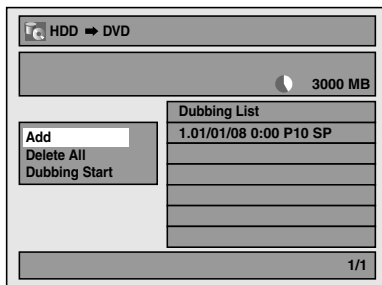 HDD ➡ DVD
3000 MB
Dubbing List
1.01/01/08 0:00 P10 SP
Add
Delete All
Dubbing Start
1/1